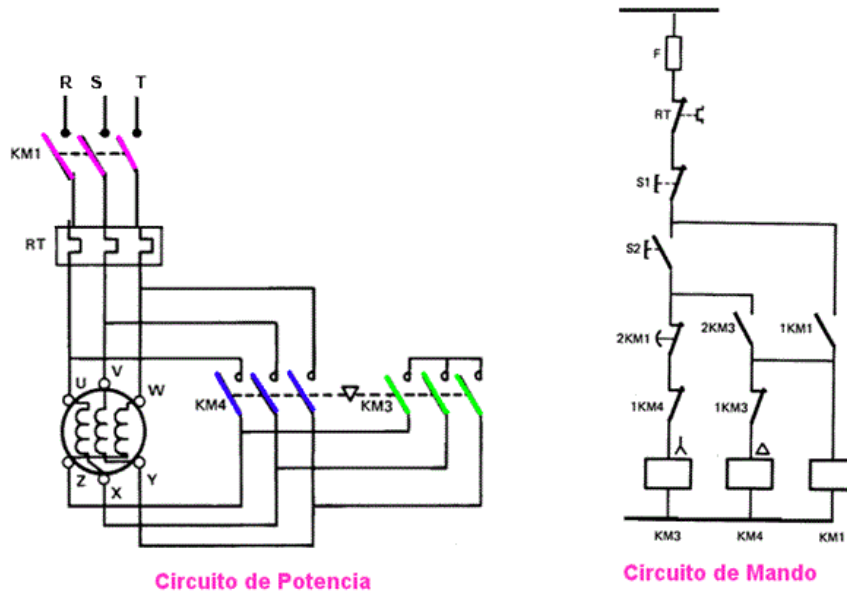 R S T
KM1
RT
U V W
KM4
KM3
Z X Y
Circuito de Potencia
F
RT
S1
S2
2KM1 2KM3 1KM1
1KM4 1KM3
KM3 KM4 KM1
Circuito de Mando